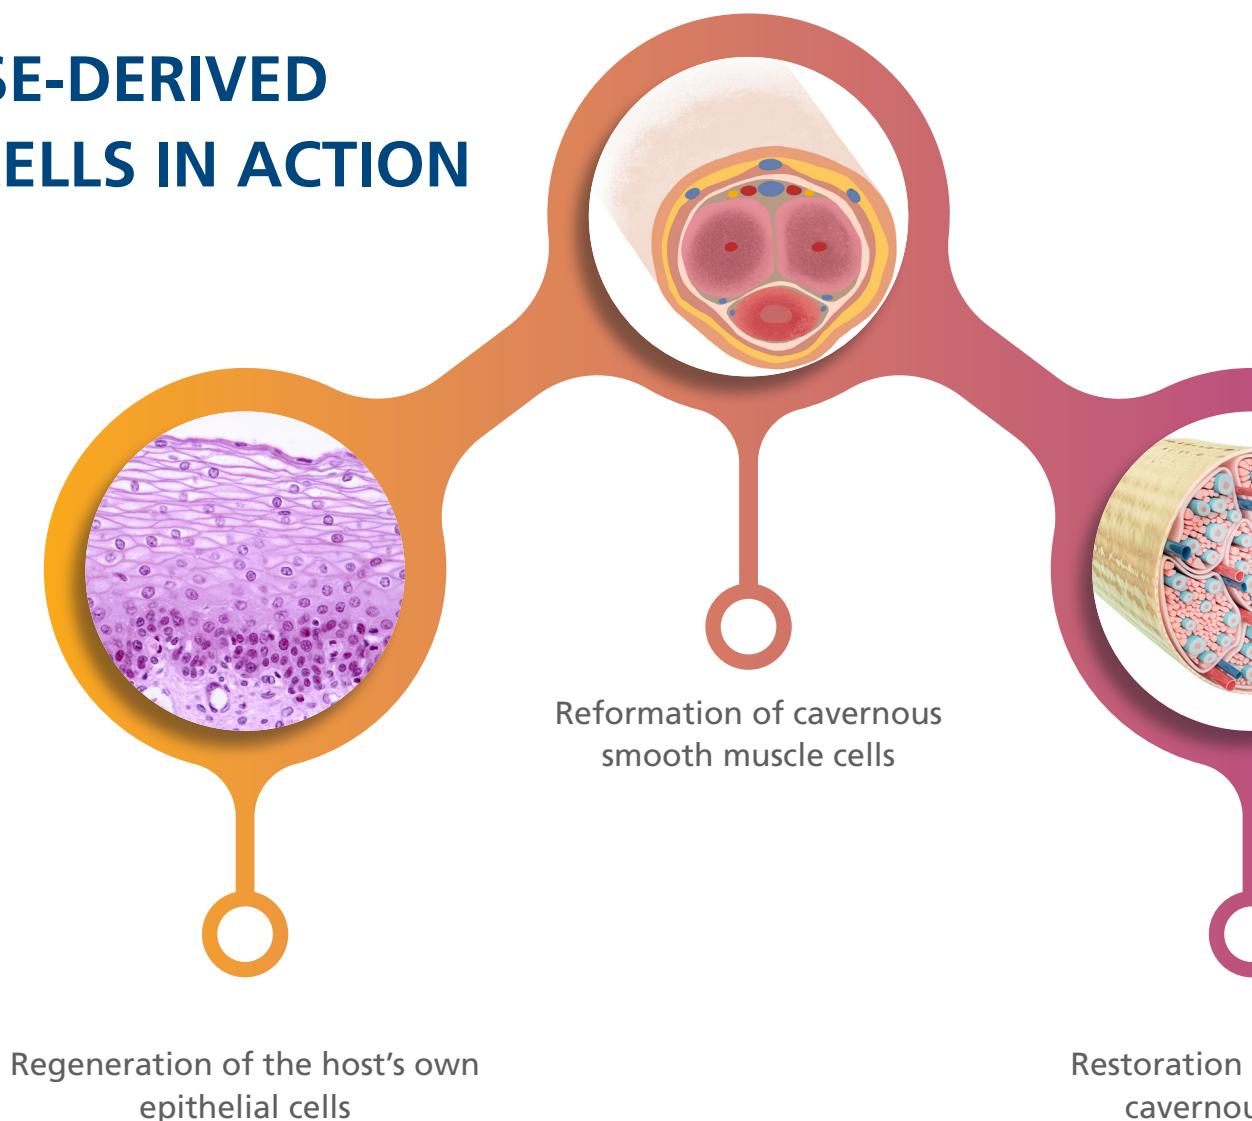 SE-DERIVED
ELLS IN ACTION
Reformation of cavernous
smooth muscle cells
Regeneration of the host's own
epithelial cells
Restoration
cavernou